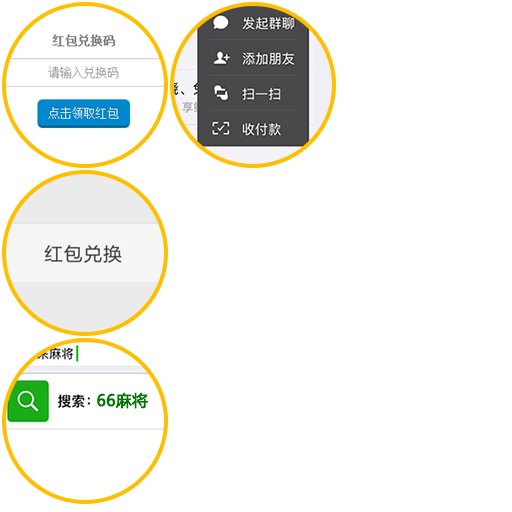 红包兑换码
请输入兑换码
点击领取红包
发起群聊
添加朋友
扫一扫
收付款
享
红包兑换
麻将
搜索：66麻将